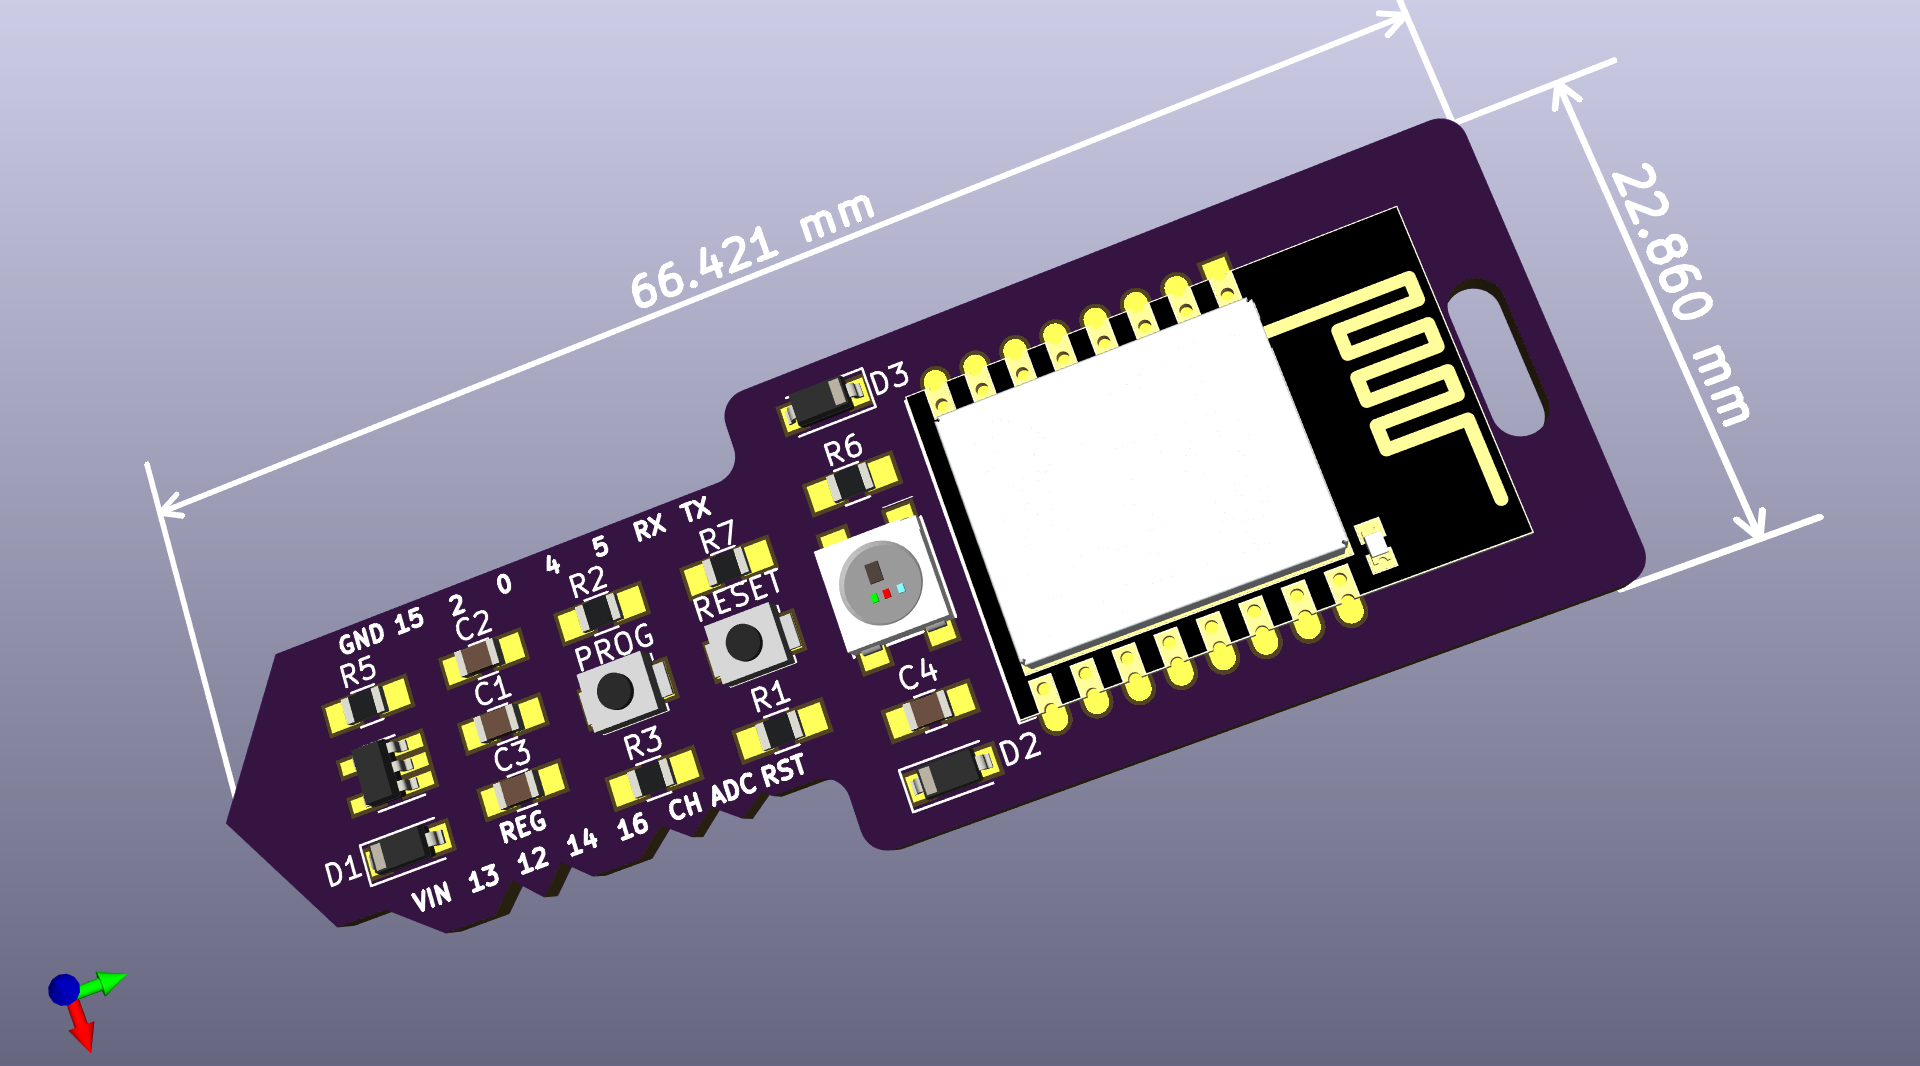 66.421 mm
22.860 mm
D3
R6
GND 15 2 0 4 5 RX TX
R7
R2
C2
R5
RESET
PROG
C1
R1
C4
R3
C3
D2
REG
D1
VIN 13 12 14 16 CH ADC RST